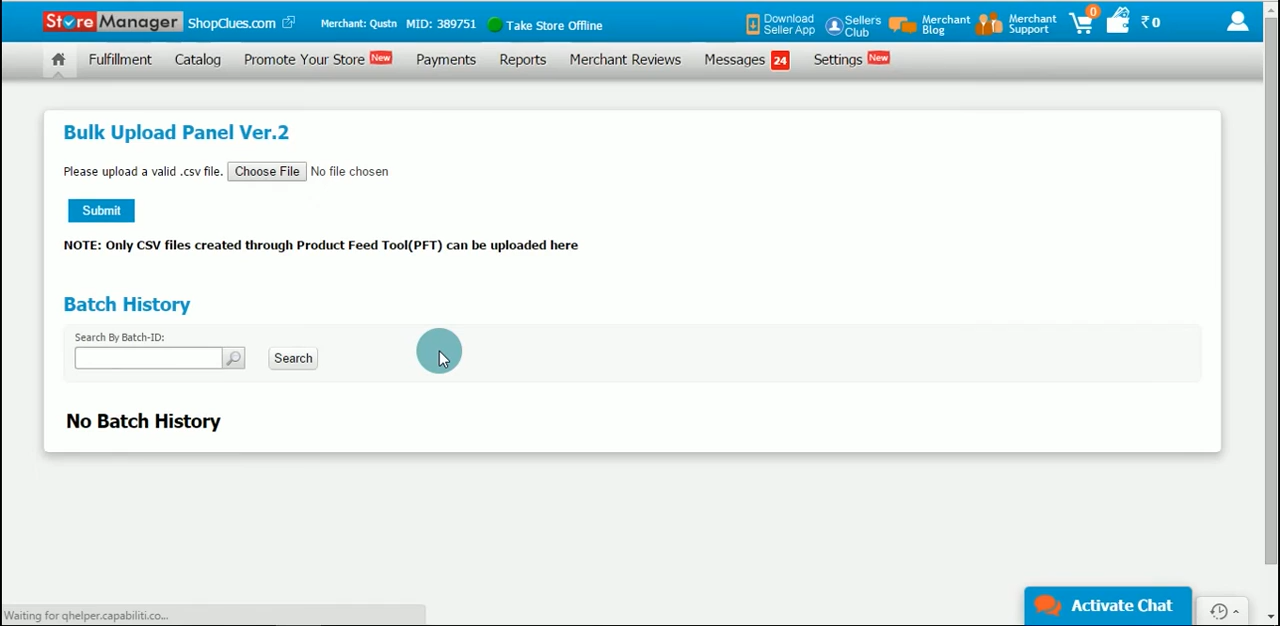 Store Manager ShopClues.com Merchant: Qustn MID: 389751 Take Store Offline Download Seller App Sellers Club Merchant Blog Merchant Support 0 ₹ 0
Fulfillment Catalog Promote Your Store New Payments Reports Merchant Reviews Messages 24 Settings New
Bulk Upload Panel Ver.2
Please upload a valid .csv file. Choose File No file chosen
Submit
NOTE: Only CSV files created through Product Feed Tool(PFT) can be uploaded here
Batch History
Search By Batch-ID:
Search
No Batch History
Activate Chat
Waiting for qhelper.capabiliti.co...